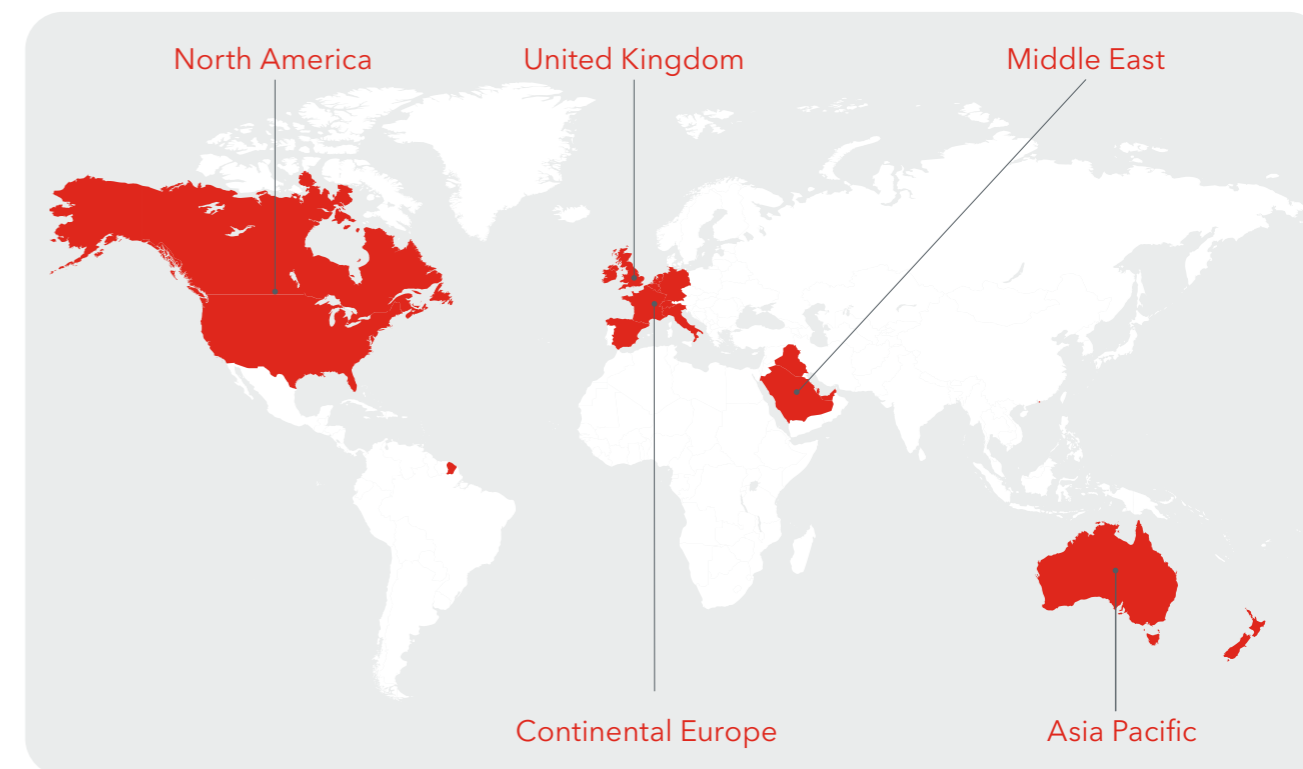 North America
United Kingdom
Middle East
Continental Europe
Asia Pacific